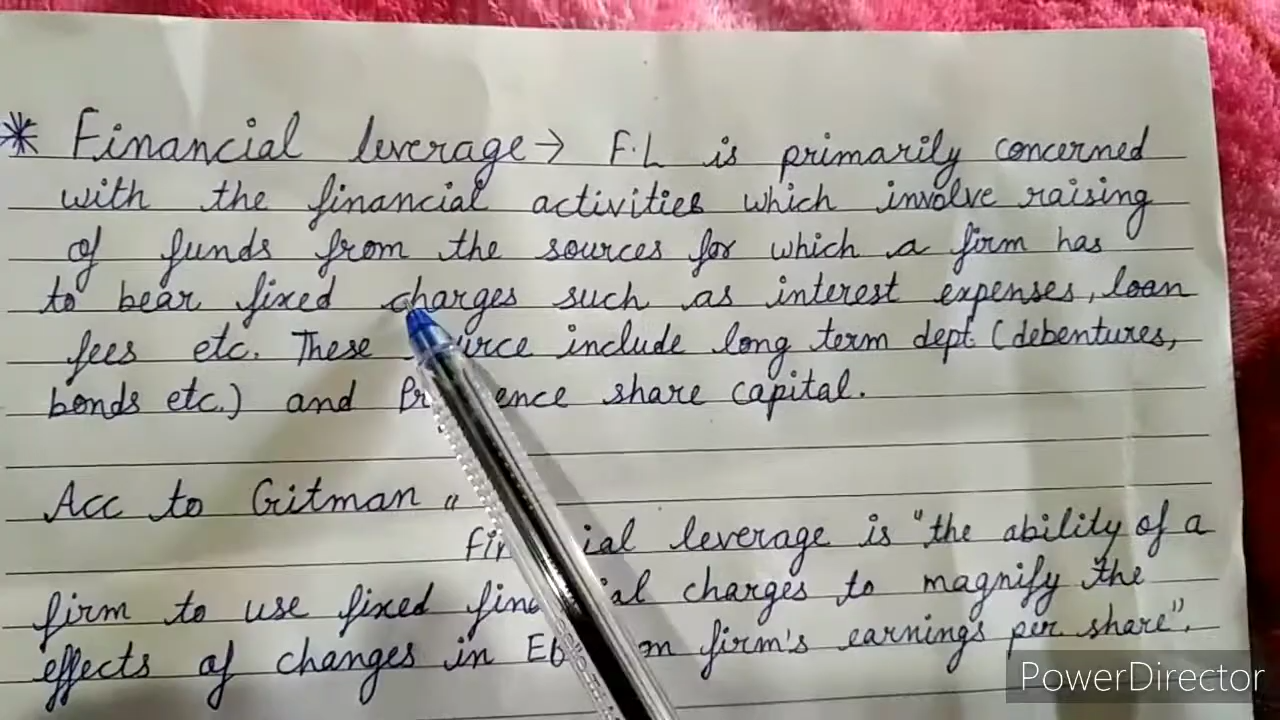 * Financial leverage → F.L is primarily concerned
with the financial activities which involve raising
of funds from the sources for which a firm has
to bear fixed charges such as interest expenses, loan
fees etc. These include long term dept (debentures,
bonds etc.) and share capital.
Acc to Gitman "
leverage is "the ability of a
firm to use fixed charges to magnify the
effects of changes in firm's earnings per share".
PowerDirector